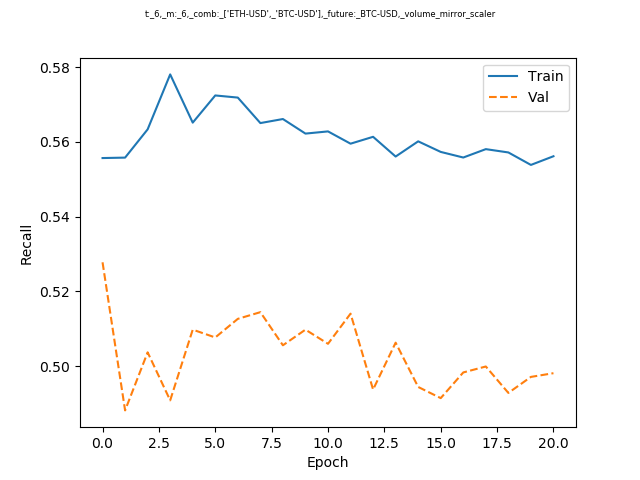 t:_6,_m:_6,_comb:_['ETH-USD',_'BTC-USD'],_future:_BTC-USD,_volume_mirror_scaler
Train
Val
0.58
0.56
0.54
0.52
0.50
Recall
0.0 2.5 5.0 7.5 10.0 12.5 15.0 17.5 20.0
Epoch